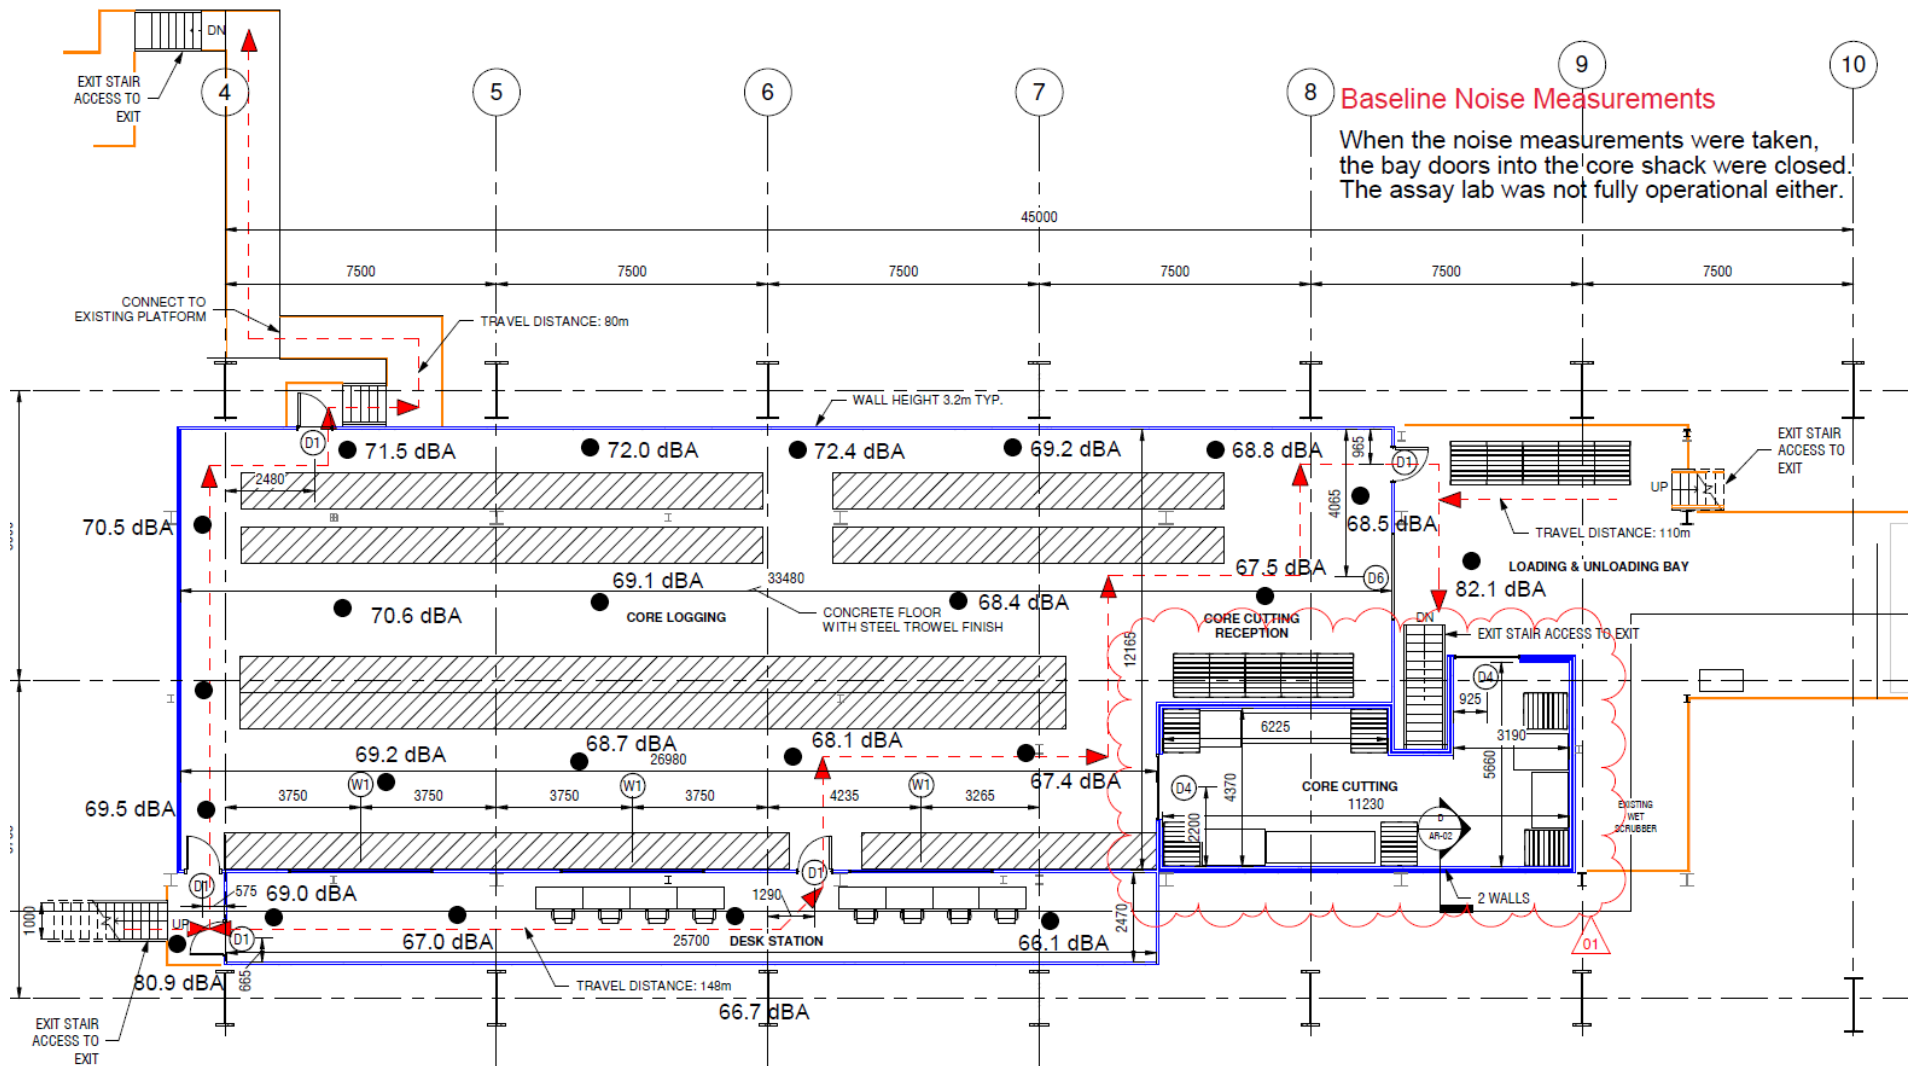 DN
EXIT STAIR
ACCESS TO
EXIT
4
5
6
7
8
9
10
Baseline Noise Measurements
When the noise measurements were taken,
the bay doors into the core shack were closed.
The assay lab was not fully operational either.
45000
7500
7500
7500
7500
7500
7500
CONNECT TO
EXISTING PLATFORM
TRAVEL DISTANCE: 80m
WALL HEIGHT 3.2m TYP.
D1
71.5 dBA
72.0 dBA
72.4 dBA
69.2 dBA
68.8 dBA
965
D1
EXIT STAIR
ACCESS TO
EXIT
2480
UP
4065
70.5 dBA
68.5 dBA
TRAVEL DISTANCE: 110m
69.1 dBA
33480
67.5 dBA
D6
LOADING & UNLOADING BAY
82.1 dBA
70.6 dBA
CORE LOGGING
CONCRETE FLOOR
WITH STEEL TROWEL FINISH
68.4 dBA
CORE CUTTING
RECEPTION
DN
EXIT STAIR ACCESS TO EXIT
12165
D4
925
6225
3190
5660
69.2 dBA
68.7 dBA
68.1 dBA
26980
67.4 dBA
W1
W1
W1
3750
3750
3750
3750
4235
3265
D4
4370
2200
CORE CUTTING
11230
69.5 dBA
D
AR-02
EXISTING
WET
SCRUBBER
D1
575
69.0 dBA
D1
1290
2470
2 WALLS
1000
UP
D1
67.0 dBA
25700
DESK STATION
66.1 dBA
01
80.9 dBA
665
TRAVEL DISTANCE: 148m
66.7 dBA
EXIT STAIR
ACCESS TO
EXIT